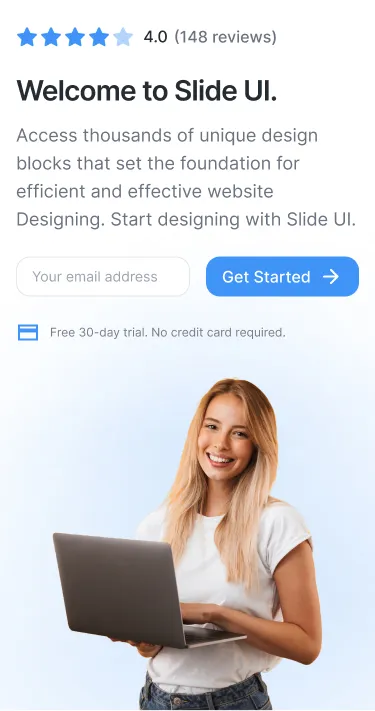 4.0 (148 reviews)
Welcome to Slide UI.
Access thousands of unique design
blocks that set the foundation for
efficient and effective website
Designing. Start designing with Slide UI.
Your email address
Get Started
Free 30-day trial. No credit card required.